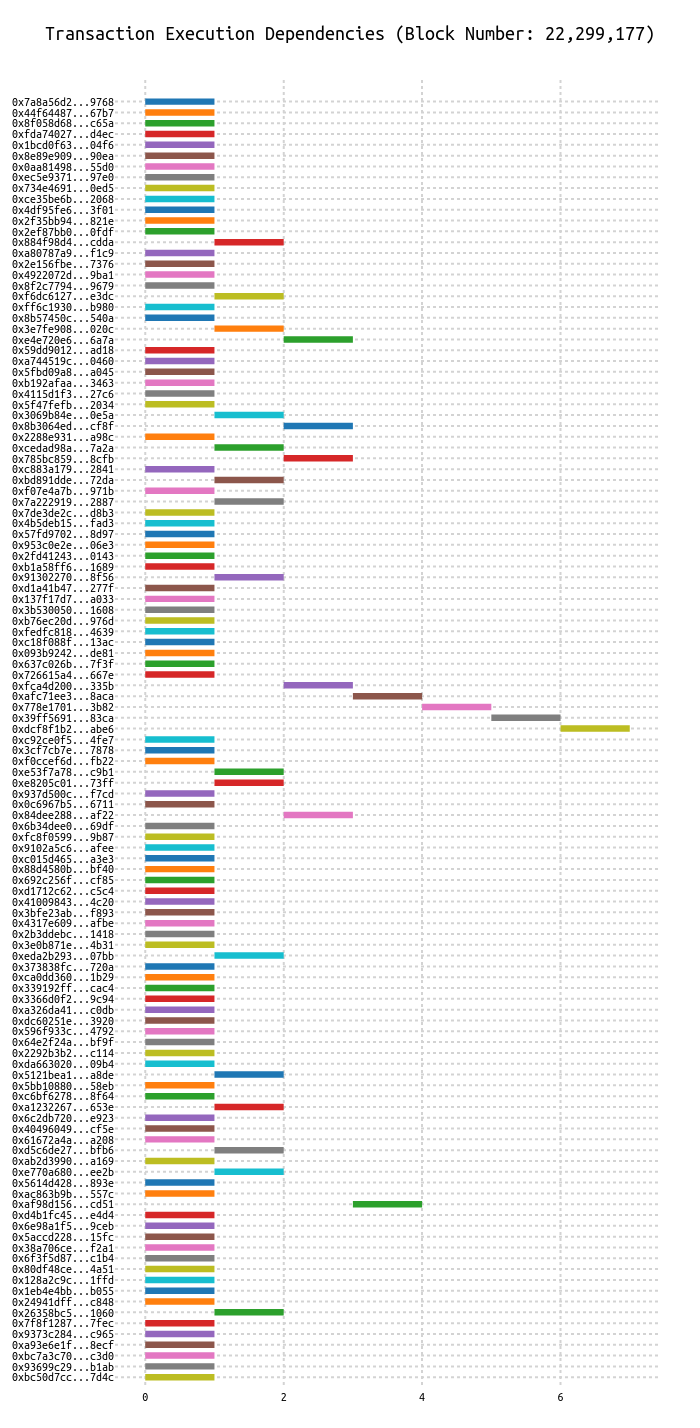 Transaction Execution Dependencies (Block Number: 22,299,177)
0x7a8a56d2...9768
0x44f64487...67b7
0x8f058d68...c65a
0xfda74027...d4ec
0x1bcd0f63...04f6
0x8e89e909...90ea
0x0aa81498...55d0
0xec5e9371...97e0
0x734e4691...0ed5
0xce35be6b...2068
0x4df95fe6...3f01
0x2f35bb94...821e
0x2ef87bb0...0fdf
0x884f98d4...cdda
0xa80787a9...f1c9
0x2e156fbe...7376
0x4922072d...9ba1
0x8f2c7794...9679
0xf6dc6127...e3dc
0xff6c1930...b980
0x8b57450c...540a
0x3e7fe908...020c
0xe4e720e6...6a7a
0x59dd9012...ad18
0xa744519c...0460
0x5fbd09a8...a045
0xb192afaa...3463
0x4115d1f3...27c6
0x5f47fefb...2034
0x3069b84e...0e5a
0x8b3064ed...cf8f
0x2288e931...a98c
0xcedad98a...7a2a
0x785bc859...8cfb
0xc883a179...2841
0xbd891dde...72da
0xf07e4a7b...971b
0x7a222919...2887
0x7de3de2c...d8b3
0x4b5deb15...fad3
0x57fd9702...8d97
0x953c0e2e...06e3
0x2fd41243...0143
0xb1a58ff6...1689
0x91302270...8f56
0xd1a41b47...277f
0x137f17d7...a033
0x3b530050...1608
0xb76ec20d...976d
0xfedfc818...4639
0xc18f088f...13ac
0x093b9242...de81
0x637c026b...7f3f
0x726615a4...667e
0xfca4d200...335b
0xafc71ee3...8aca
0x778e1701...3b82
0x39ff5691...83ca
0xdcf8f1b2...abe6
0xc92ce0f5...4fe7
0x3cf7cb7e...7878
0xf0ccef6d...fb22
0xe53f7a78...c9b1
0xe8205c01...73ff
0x937d500c...f7cd
0x0c6967b5...6711
0x84dee288...af22
0x6b34dee0...69df
0xfc8f0599...9b87
0x9102a5c6...afee
0xc015d465...a3e3
0x88d4580b...bf40
0x692c256f...cf85
0xd1712c62...c5c4
0x41009843...4c20
0x3bfe23ab...f893
0x4317e609...afbe
0x2b3ddebc...1418
0x3e0b871e...4b31
0xeda2b293...07bb
0x373838fc...720a
0xca0dd360...1b29
0x339192ff...cac4
0x3366d0f2...9c94
0xa326da41...c0db
0xdc60251e...3920
0x596f933c...4792
0x64e2f24a...bf9f
0x2292b3b2...c114
0xda663020...09b4
0x5121bea1...a8de
0x5bb10880...58eb
0xc6bf6278...8f64
0xa1232267...653e
0x6c2db720...e923
0x40496049...cf5e
0x61672a4a...a208
0xd5c6de27...bfb6
0xab2d3990...a169
0xe770a680...ee2b
0x5614d428...893e
0xac863b9b...557c
0xaf98d156...cd51
0xd4b1fc45...e4d4
0x6e98a1f5...9ceb
0x5accd228...15fc
0x38a706ce...f2a1
0x6f3f5d87...c1b4
0x80df48ce...4a51
0x128a2c9c...1ffd
0x1eb4e4bb...b055
0x24941dff...c848
0x26358bc5...1060
0x7f8f1287...7fec
0x9373c284...c965
0xa93e6e1f...8ecf
0xbc7a3c70...c3d0
0x93699c29...b1ab
0xbc50d7cc...7d4c
0 2 4 6